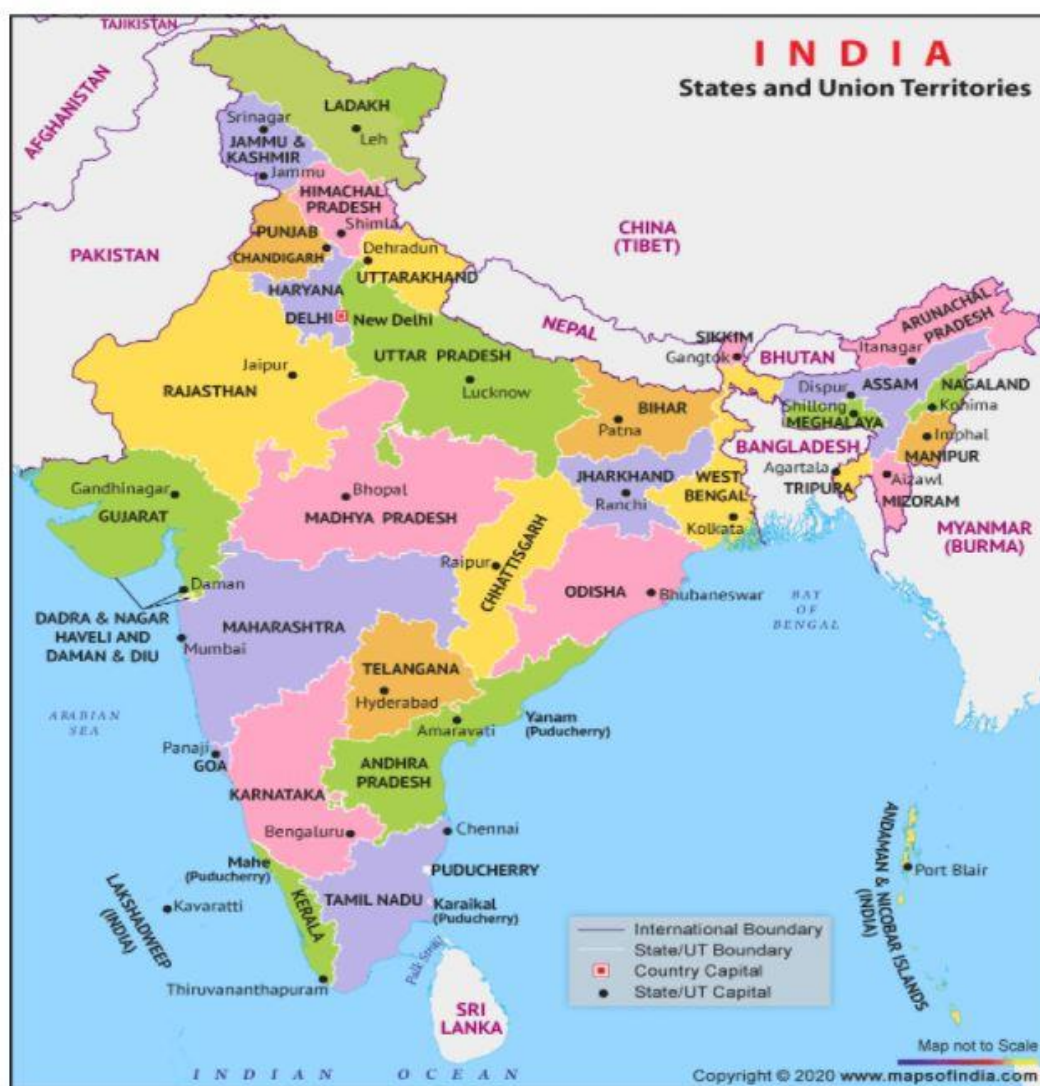 INDIA
States and Union Territories
TAJIKISTAN
AFGHANISTAN
PAKISTAN
CHINA
(TIBET)
NEPAL
BHUTAN
BANGLADESH
MYANMAR
(BURMA)
SRI
LANKA
LADAKH
Leh
Srinagar
JAMMU &
KASHMIR
Jammu
HIMACHAL
PRADESH
Shimla
PUNJAB
CHANDIGARH
Dehradun
UTTARAKHAND
HARYANA
DELHI
New Delhi
UTTAR PRADESH
Lucknow
Jaipur
RAJASTHAN
BIHAR
Patna
SIKKIM
Gangtok
ARUNACHAL
PRADESH
Itanagar
Dispur
ASSAM
NAGALAND
Kohima
Shillong
MEGHALAYA
Imphal
MANIPUR
Agartala
TRIPURA
Aizawl
MIZORAM
JHARKHAND
Ranchi
WEST
BENGAL
Kolkata
Gandhinagar
GUJARAT
Bhopal
MADHYA PRADESH
Raipur
CHHATTISGARH
ODISHA
Bhubaneswar
Daman
DADRA & NAGAR
HAVELI AND
DAMAN & DIU
MAHARASHTRA
Mumbai
TELANGANA
Hyderabad
Amaravati
Yanam
(Puducherry)
ANDHRA
PRADESH
Panaji
GOA
KARNATAKA
Bengaluru
Chennai
Mahe
(Puducherry)
PUDUCHERRY
TAMIL NADU
Karaikal
(Puducherry)
KERALA
Thiruvananthapuram
LAKSHADWEEP
(INDIA)
Kavaratti
ANDAMAN & NICOBAR ISLANDS
(INDIA)
Port Blair
ARABIAN
SEA
BAY
OF
BENGAL
Palk Strait
INDIAN OCEAN
International Boundary
State/UT Boundary
Country Capital
State/UT Capital
Map not to Scale
Copyright © 2020 www.mapsofindia.com